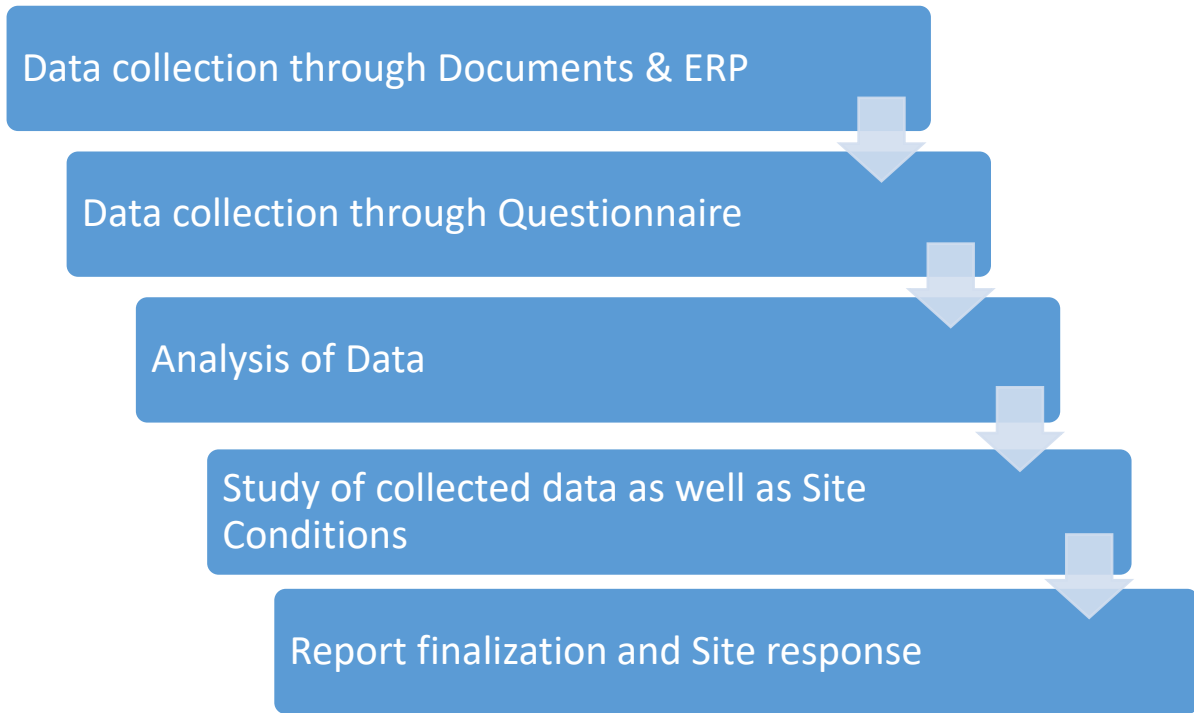 Data collection through Documents & ERP
Data collection through Questionnaire
Analysis of Data
Study of collected data as well as Site
Conditions
Report finalization and Site response